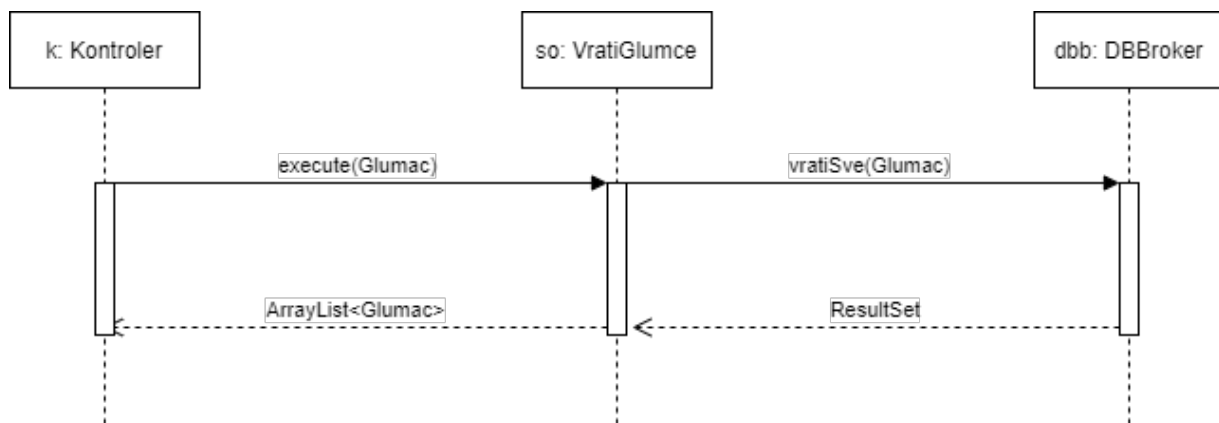 k: Kontroler
so: VratiGlumce
dbb: DBBroker
execute(Glumac)
vratiSve(Glumac)
ArrayList<Glumac>
ResultSet